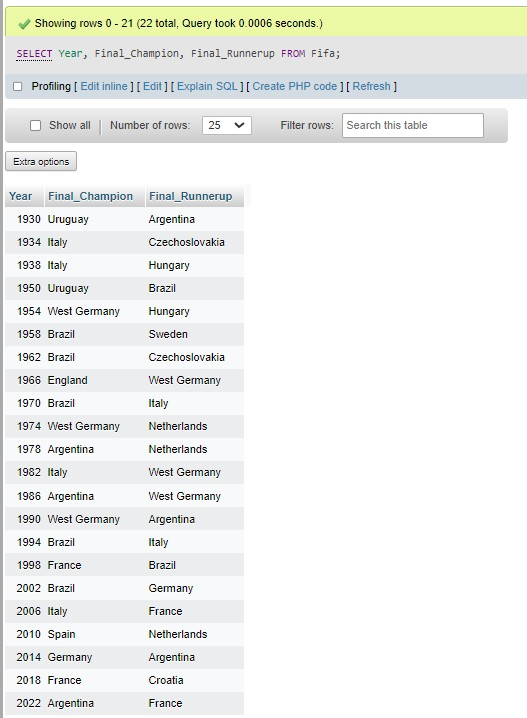 Showing rows 0 - 21 (22 total, Query took 0.0006 seconds.)
SELECT Year, Final_Champion, Final_Runnerup FROM Fifa;
Profiling [ Edit inline ] [ Edit ] [ Explain SQL ] [ Create PHP code ] [ Refresh ]
Show all | Number of rows: 25 Filter rows: Search this table
Extra options
Year Final_Champion Final_Runnerup
1930 Uruguay Argentina
1934 Italy Czechoslovakia
1938 Italy Hungary
1950 Uruguay Brazil
1954 West Germany Hungary
1958 Brazil Sweden
1962 Brazil Czechoslovakia
1966 England West Germany
1970 Brazil Italy
1974 West Germany Netherlands
1978 Argentina Netherlands
1982 Italy West Germany
1986 Argentina West Germany
1990 West Germany Argentina
1994 Brazil Italy
1998 France Brazil
2002 Brazil Germany
2006 Italy France
2010 Spain Netherlands
2014 Germany Argentina
2018 France Croatia
2022 Argentina France